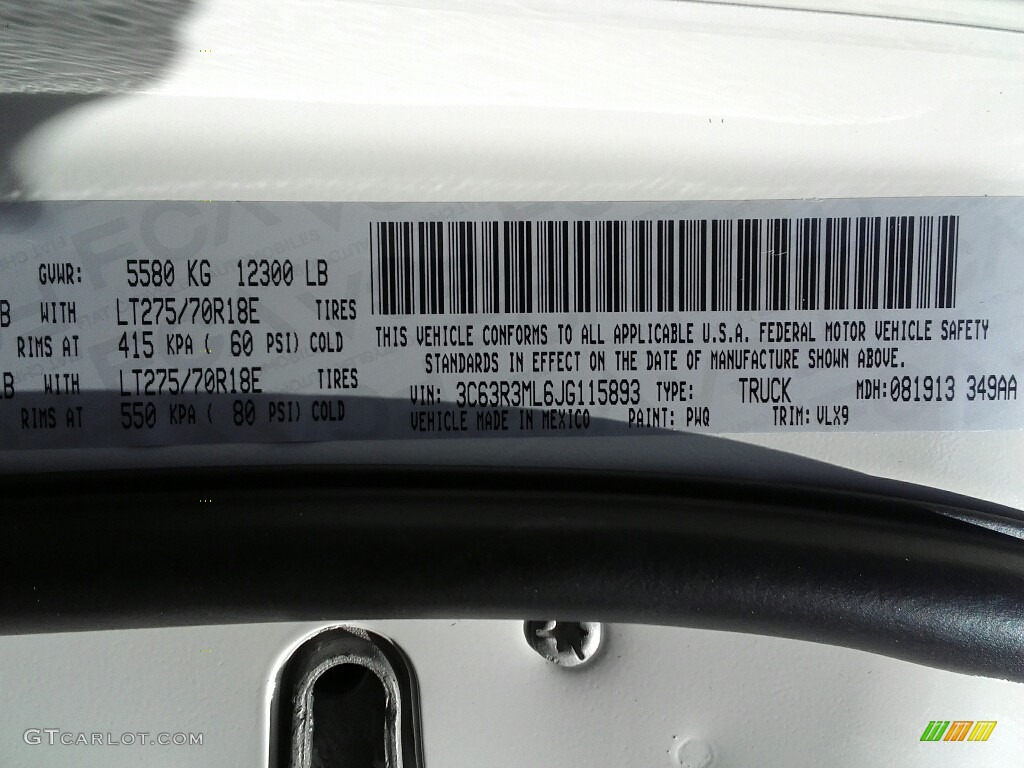 FCA
GVWR: 5580 KG 12300 LB
B WITH LT275/70R18E TIRES
RIMS AT 415 KPA ( 60 PSI) COLD
LB WITH LT275/70R18E TIRES
RIMS AT 550 KPA ( 80 PSI) COLD
THIS VEHICLE CONFORMS TO ALL APPLICABLE U.S.A. FEDERAL MOTOR VEHICLE SAFETY
STANDARDS IN EFFECT ON THE DATE OF MANUFACTURE SHOWN ABOVE.
VIN: 3C63R3ML6JG115893 TYPE: TRUCK MDH: 081913 349AA
VEHICLE MADE IN MEXICO PAINT: PWQ TRIM: VLX9
GTCARLOT.COM